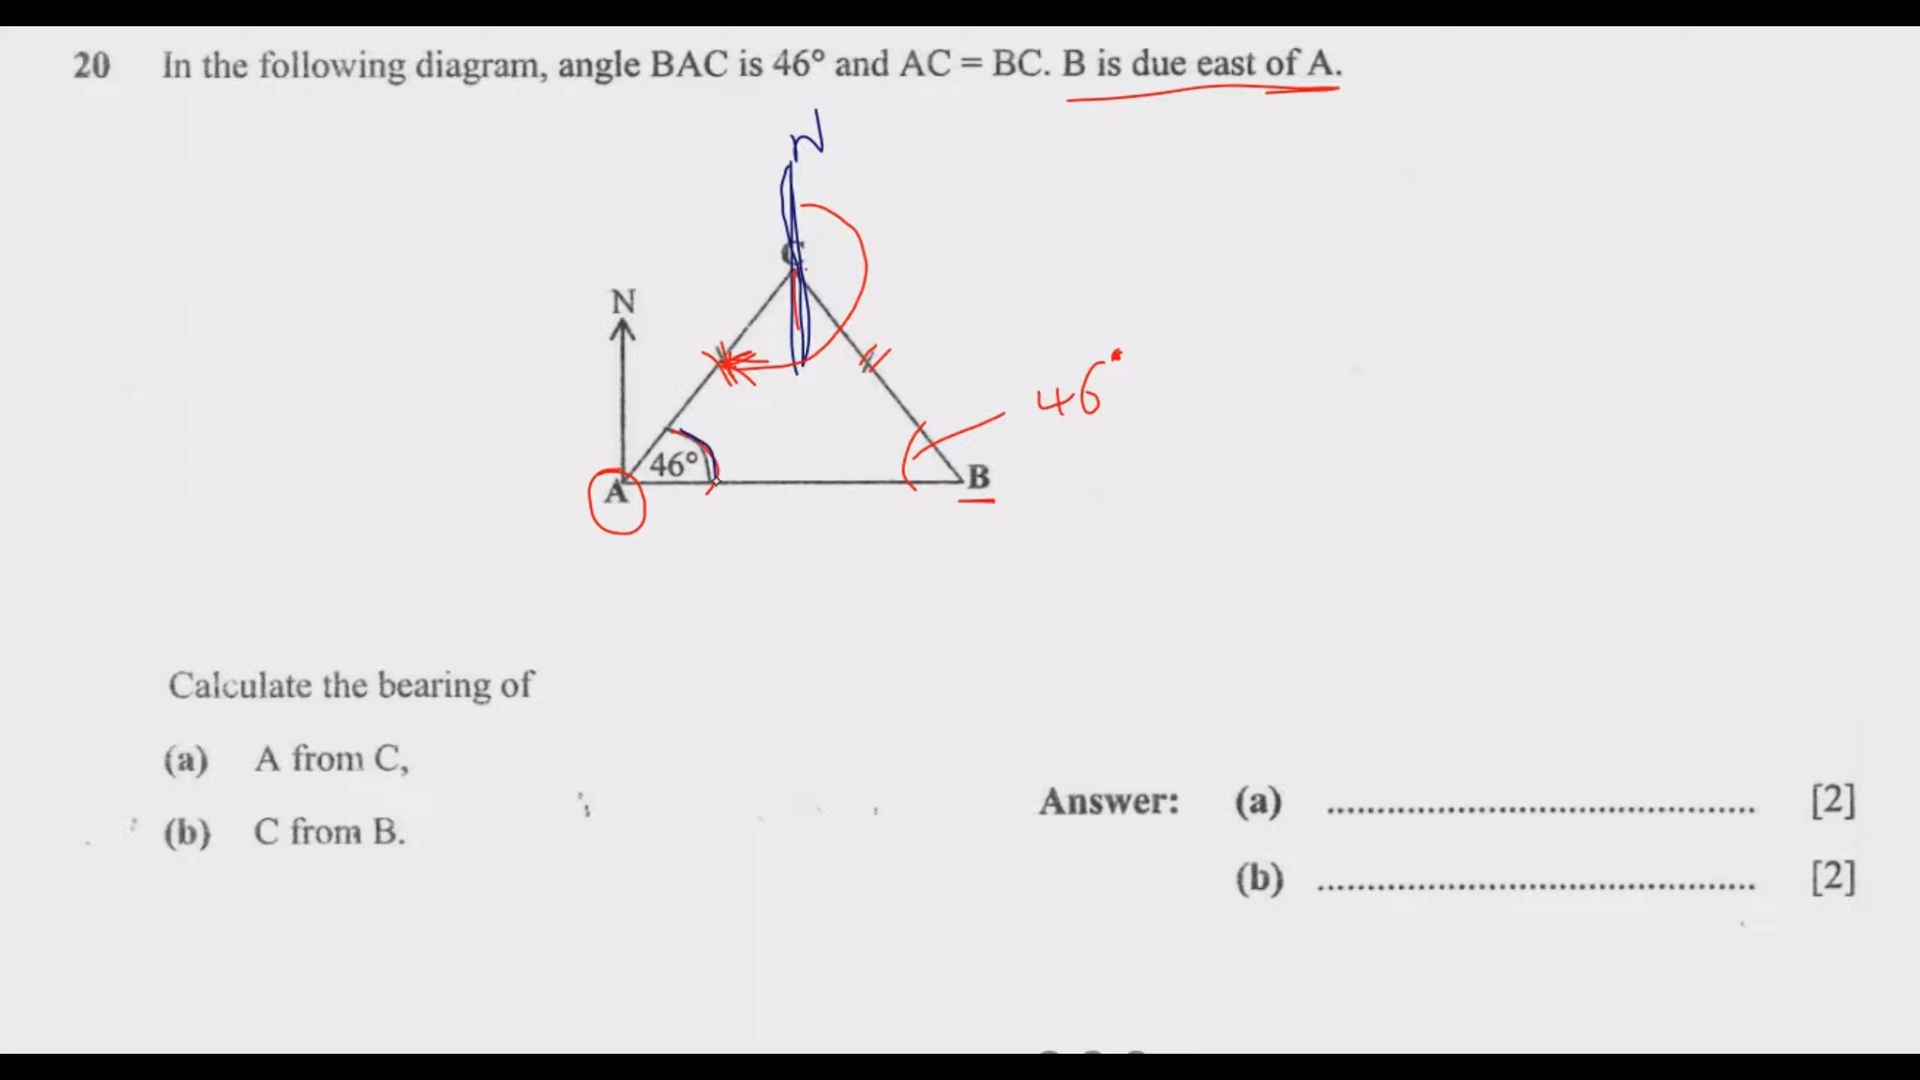 20 In the following diagram, angle BAC is 46° and AC = BC. B is due east of A.
N
C
N
46°
46°
A
B
Calculate the bearing of
(a) A from C,
(b) C from B.
Answer: (a) ........................................ [2]
(b) ........................................ [2]